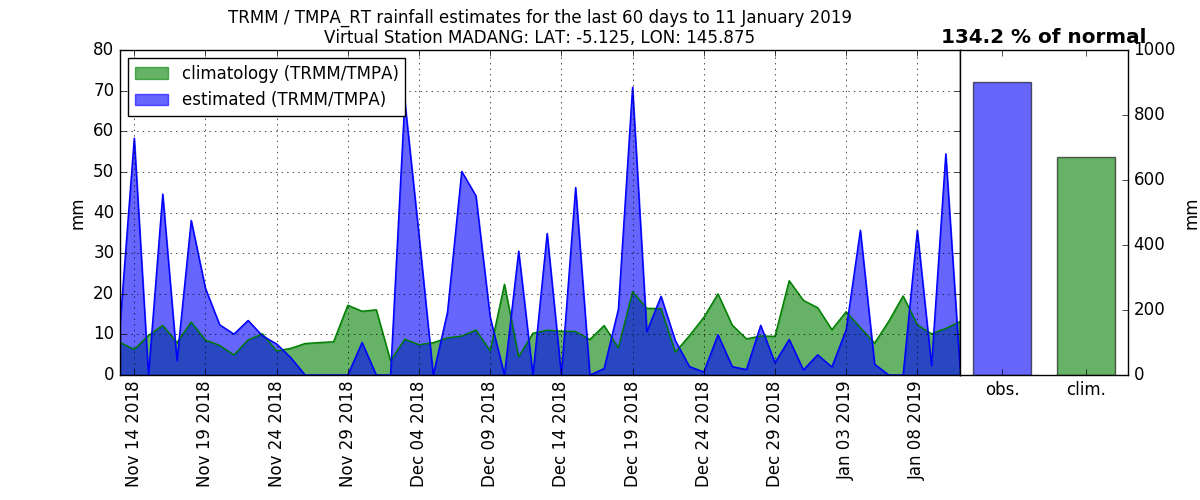 TRMM / TMPA_RT rainfall estimates for the last 60 days to 11 January 2019
Virtual Station MADANG: LAT: -5.125, LON: 145.875
134.2 % of normal
climatology (TRMM/TMPA)
estimated (TRMM/TMPA)
mm
80
70
60
50
40
30
20
10
0
Nov 14 2018
Nov 19 2018
Nov 24 2018
Nov 29 2018
Dec 04 2018
Dec 09 2018
Dec 14 2018
Dec 19 2018
Dec 24 2018
Dec 29 2018
Jan 03 2019
Jan 08 2019
obs.
clim.
1000
800
600
400
200
0
mm